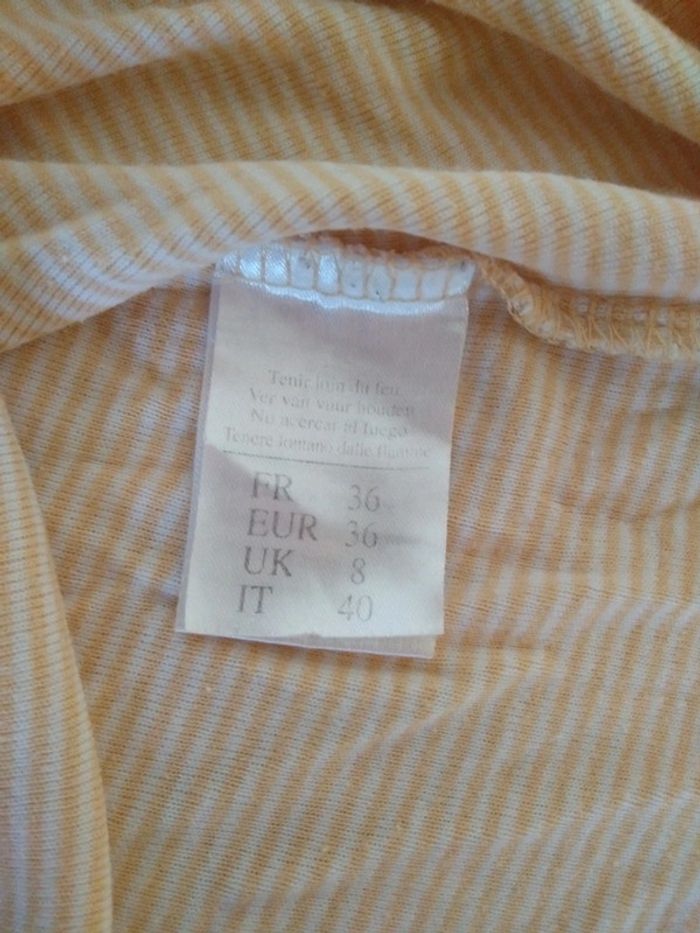 Tenir loin du feu
Ver van vuur houden
No acercar al fuego
Tenere lontano dalle fiamme
FR 36
EUR 36
UK 8
IT 40